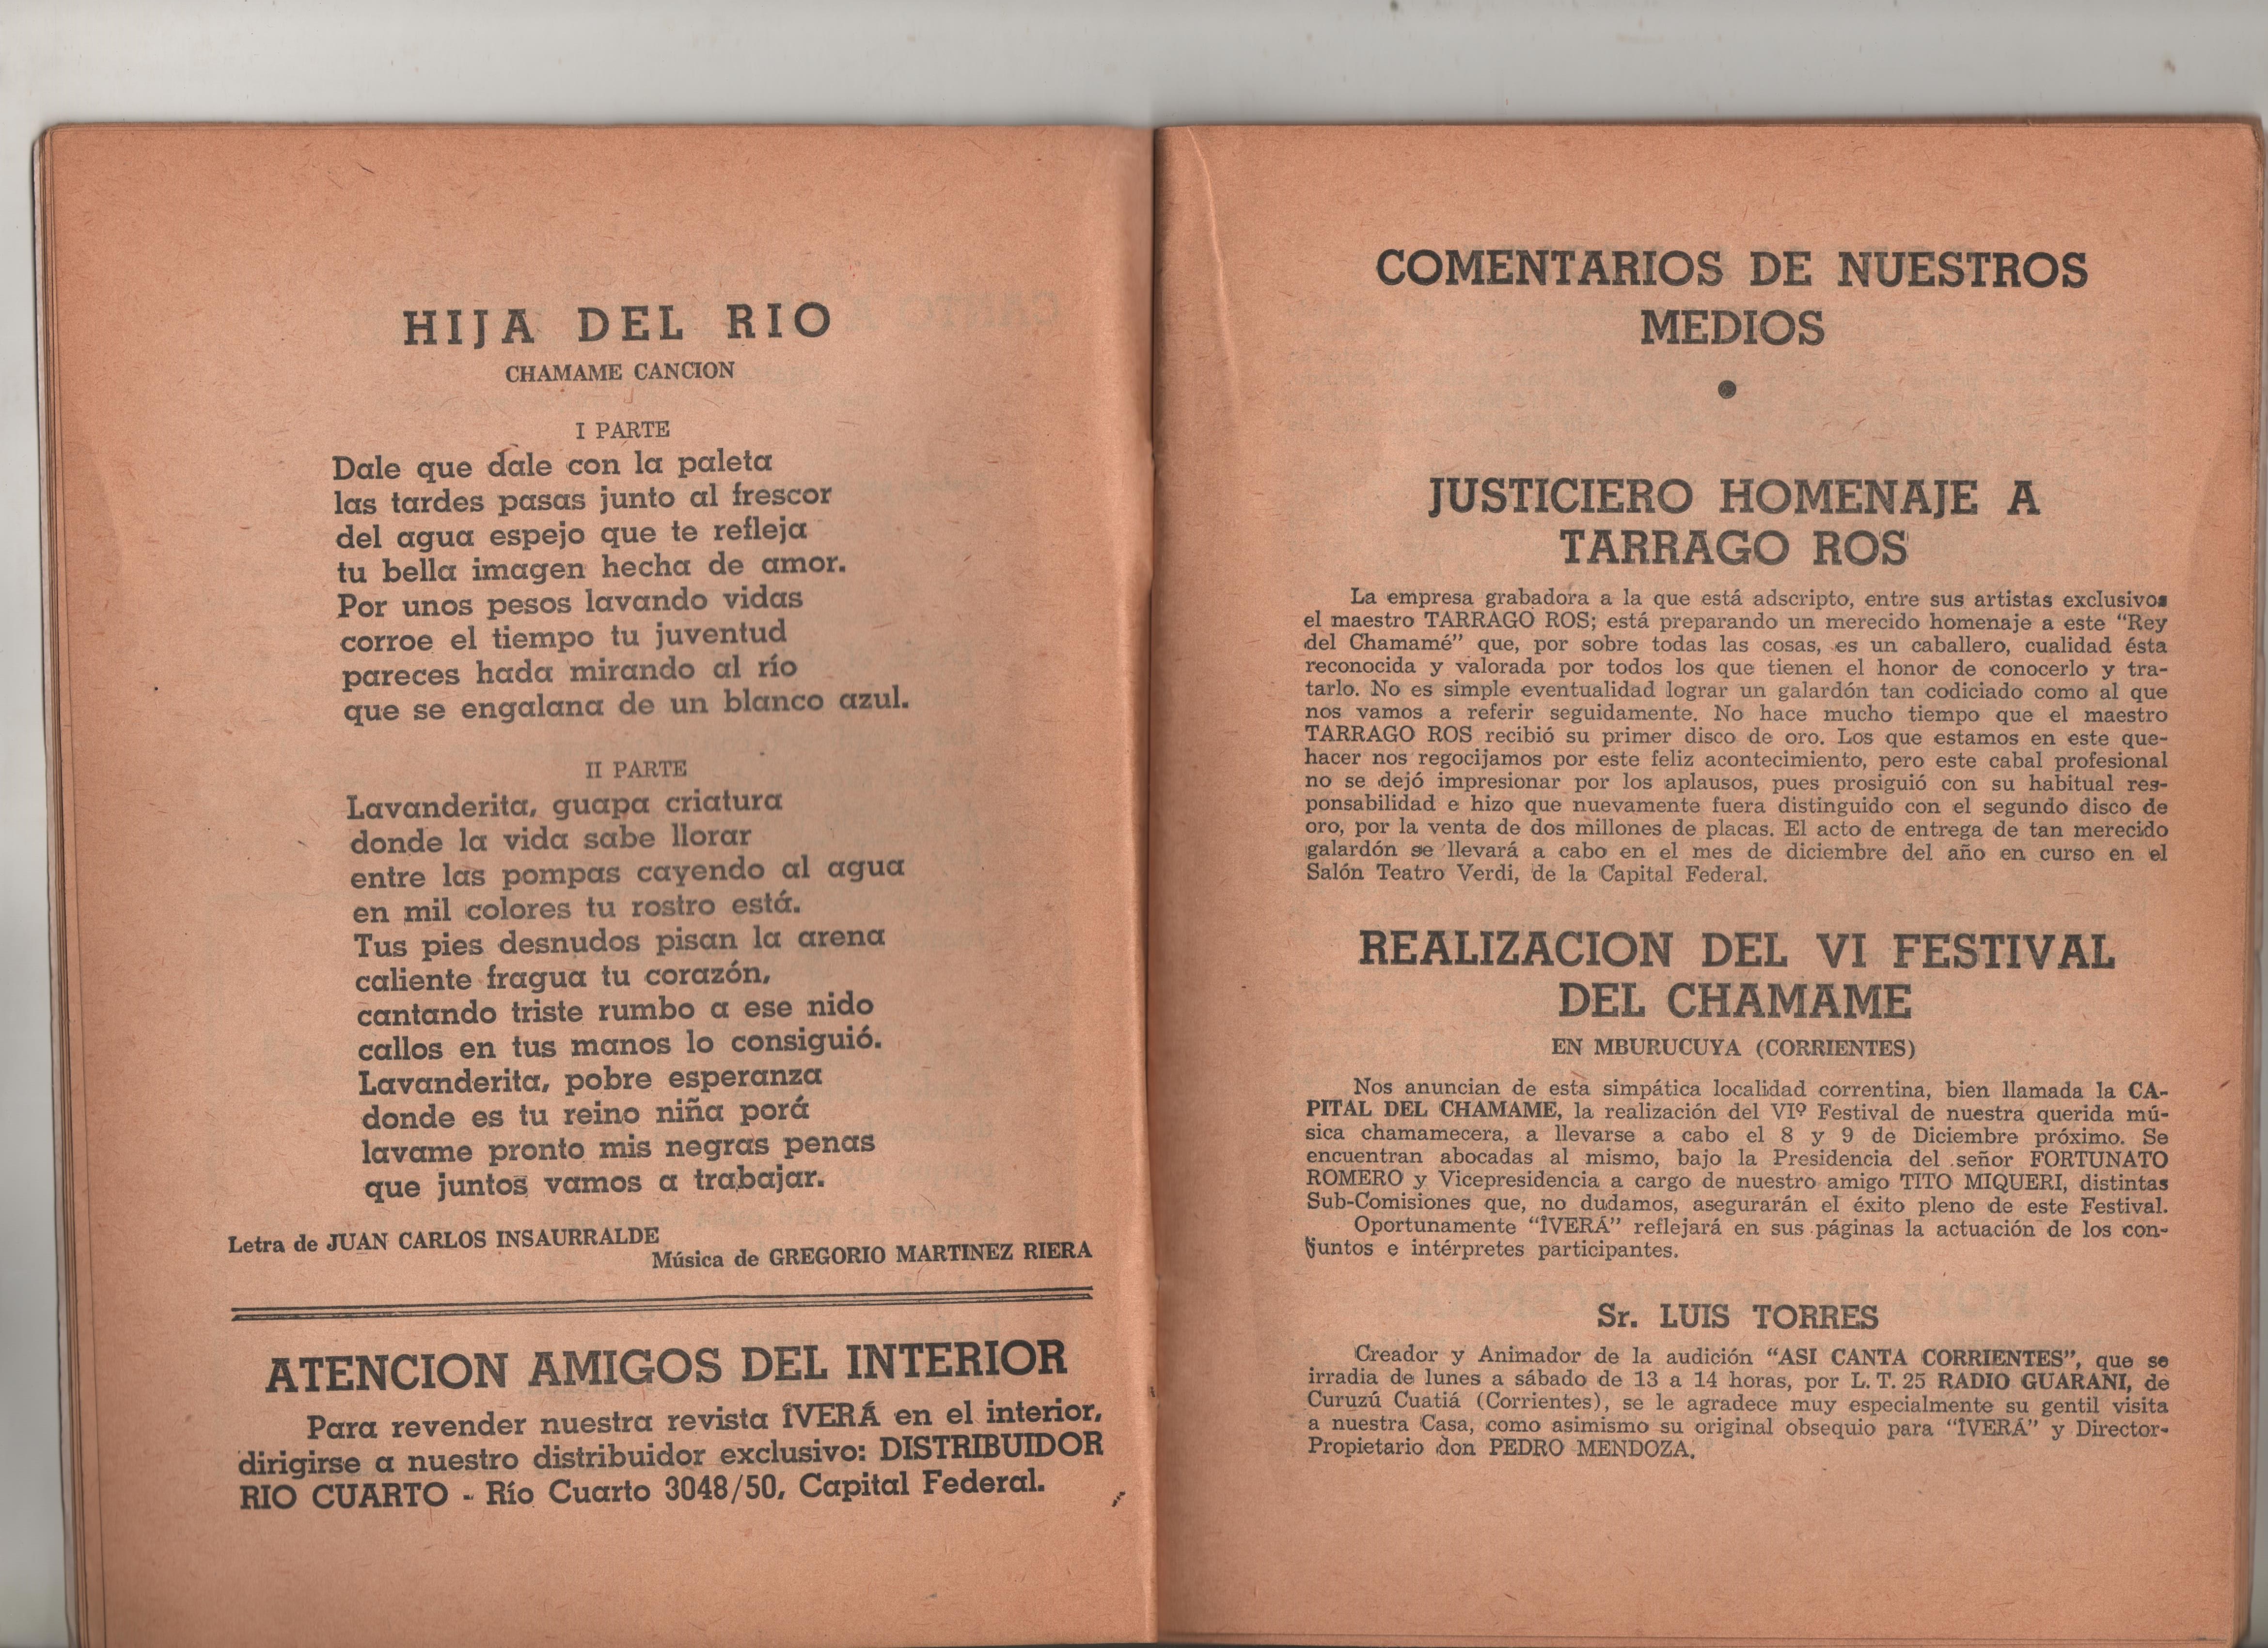 HIJA DEL RIO
CHAMAME CANCION
I PARTE
Dale que dale con la paleta
las tardes pasas junto al frescor
del agua espejo que te refleja
tu bella imagen hecha de amor.
Por unos pesos lavando vidas
corroe el tiempo tu juventud
pareces hada mirando al río
que se engalana de un blanco azul.
II PARTE
Lavanderita, guapa criatura
donde la vida sabe llorar
entre las pompas cayendo al agua
en mil colores tu rostro está.
Tus pies desnudos pisan la arena
caliente fragua tu corazón,
cantando triste rumbo a ese nido
callos en tus manos lo consiguió.
Lavanderita, pobre esperanza
donde es tu reino niña porá
lavame pronto mis negras penas
que juntos vamos a trabajar.
Letra de JUAN CARLOS INSAURRALDE
Música de GREGORIO MARTINEZ RIERA
ATENCION AMIGOS DEL INTERIOR
Para revender nuestra revista ÎVERÁ en el interior,
dirigirse a nuestro distribuidor exclusivo: DISTRIBUIDOR
RIO CUARTO - Río Cuarto 3048/50, Capital Federal.
COMENTARIOS DE NUESTROS
MEDIOS
●
JUSTICIERO HOMENAJE A
TARRAGO ROS
La empresa grabadora a la que está adscripto, entre sus artistas exclusivos
el maestro TARRAGO ROS; está preparando un merecido homenaje a este “Rey
del Chamamé” que, por sobre todas las cosas, es un caballero, cualidad ésta
reconocida y valorada por todos los que tienen el honor de conocerlo y tra-
tarlo. No es simple eventualidad lograr un galardón tan codiciado como al que
nos vamos a referir seguidamente. No hace mucho tiempo que el maestro
TARRAGO ROS recibió su primer disco de oro. Los que estamos en este que-
hacer nos regocijamos por este feliz acontecimiento, pero este cabal profesional
no se dejó impresionar por los aplausos, pues prosiguió con su habitual res-
ponsabilidad e hizo que nuevamente fuera distinguido con el segundo disco de
oro, por la venta de dos millones de placas. El acto de entrega de tan merecido
galardón se llevará a cabo en el mes de diciembre del año en curso en el
Salón Teatro Verdi, de la Capital Federal.
REALIZACION DEL VI FESTIVAL
DEL CHAMAME
EN MBURUCUYA (CORRIENTES)
Nos anuncian de esta simpática localidad correntina, bien llamada la CA-
PITAL DEL CHAMAME, la realización del VIº Festival de nuestra querida mú-
sica chamamecera, a llevarse a cabo el 8 y 9 de Diciembre próximo. Se
encuentran abocadas al mismo, bajo la Presidencia del señor FORTUNATO
ROMERO y Vicepresidencia a cargo de nuestro amigo TITO MIQUERI, distintas
Sub-Comisiones que, no dudamos, asegurarán el éxito pleno de este Festival.
Oportunamente “ÎVERÁ” reflejará en sus páginas la actuación de los con-
juntos e intérpretes participantes.
Sr. LUIS TORRES
Creador y Animador de la audición “ASI CANTA CORRIENTES”, que se
irradia de lunes a sábado de 13 a 14 horas, por L. T. 25 RADIO GUARANI, de
Curuzú Cuatiá (Corrientes), se le agradece muy especialmente su gentil visita
a nuestra Casa, como asimismo su original obsequio para “ÎVERÁ” y Director-
Propietario don PEDRO MENDOZA.